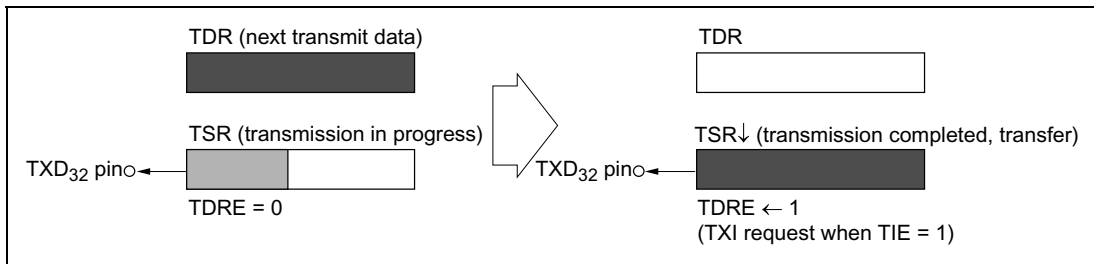 TDR (next transmit data)
TSR (transmission in progress)
TXD32 pin
TDRE = 0
TDR
TSR↓ (transmission completed, transfer)
TXD32 pin
TDRE ← 1
(TXI request when TIE = 1)